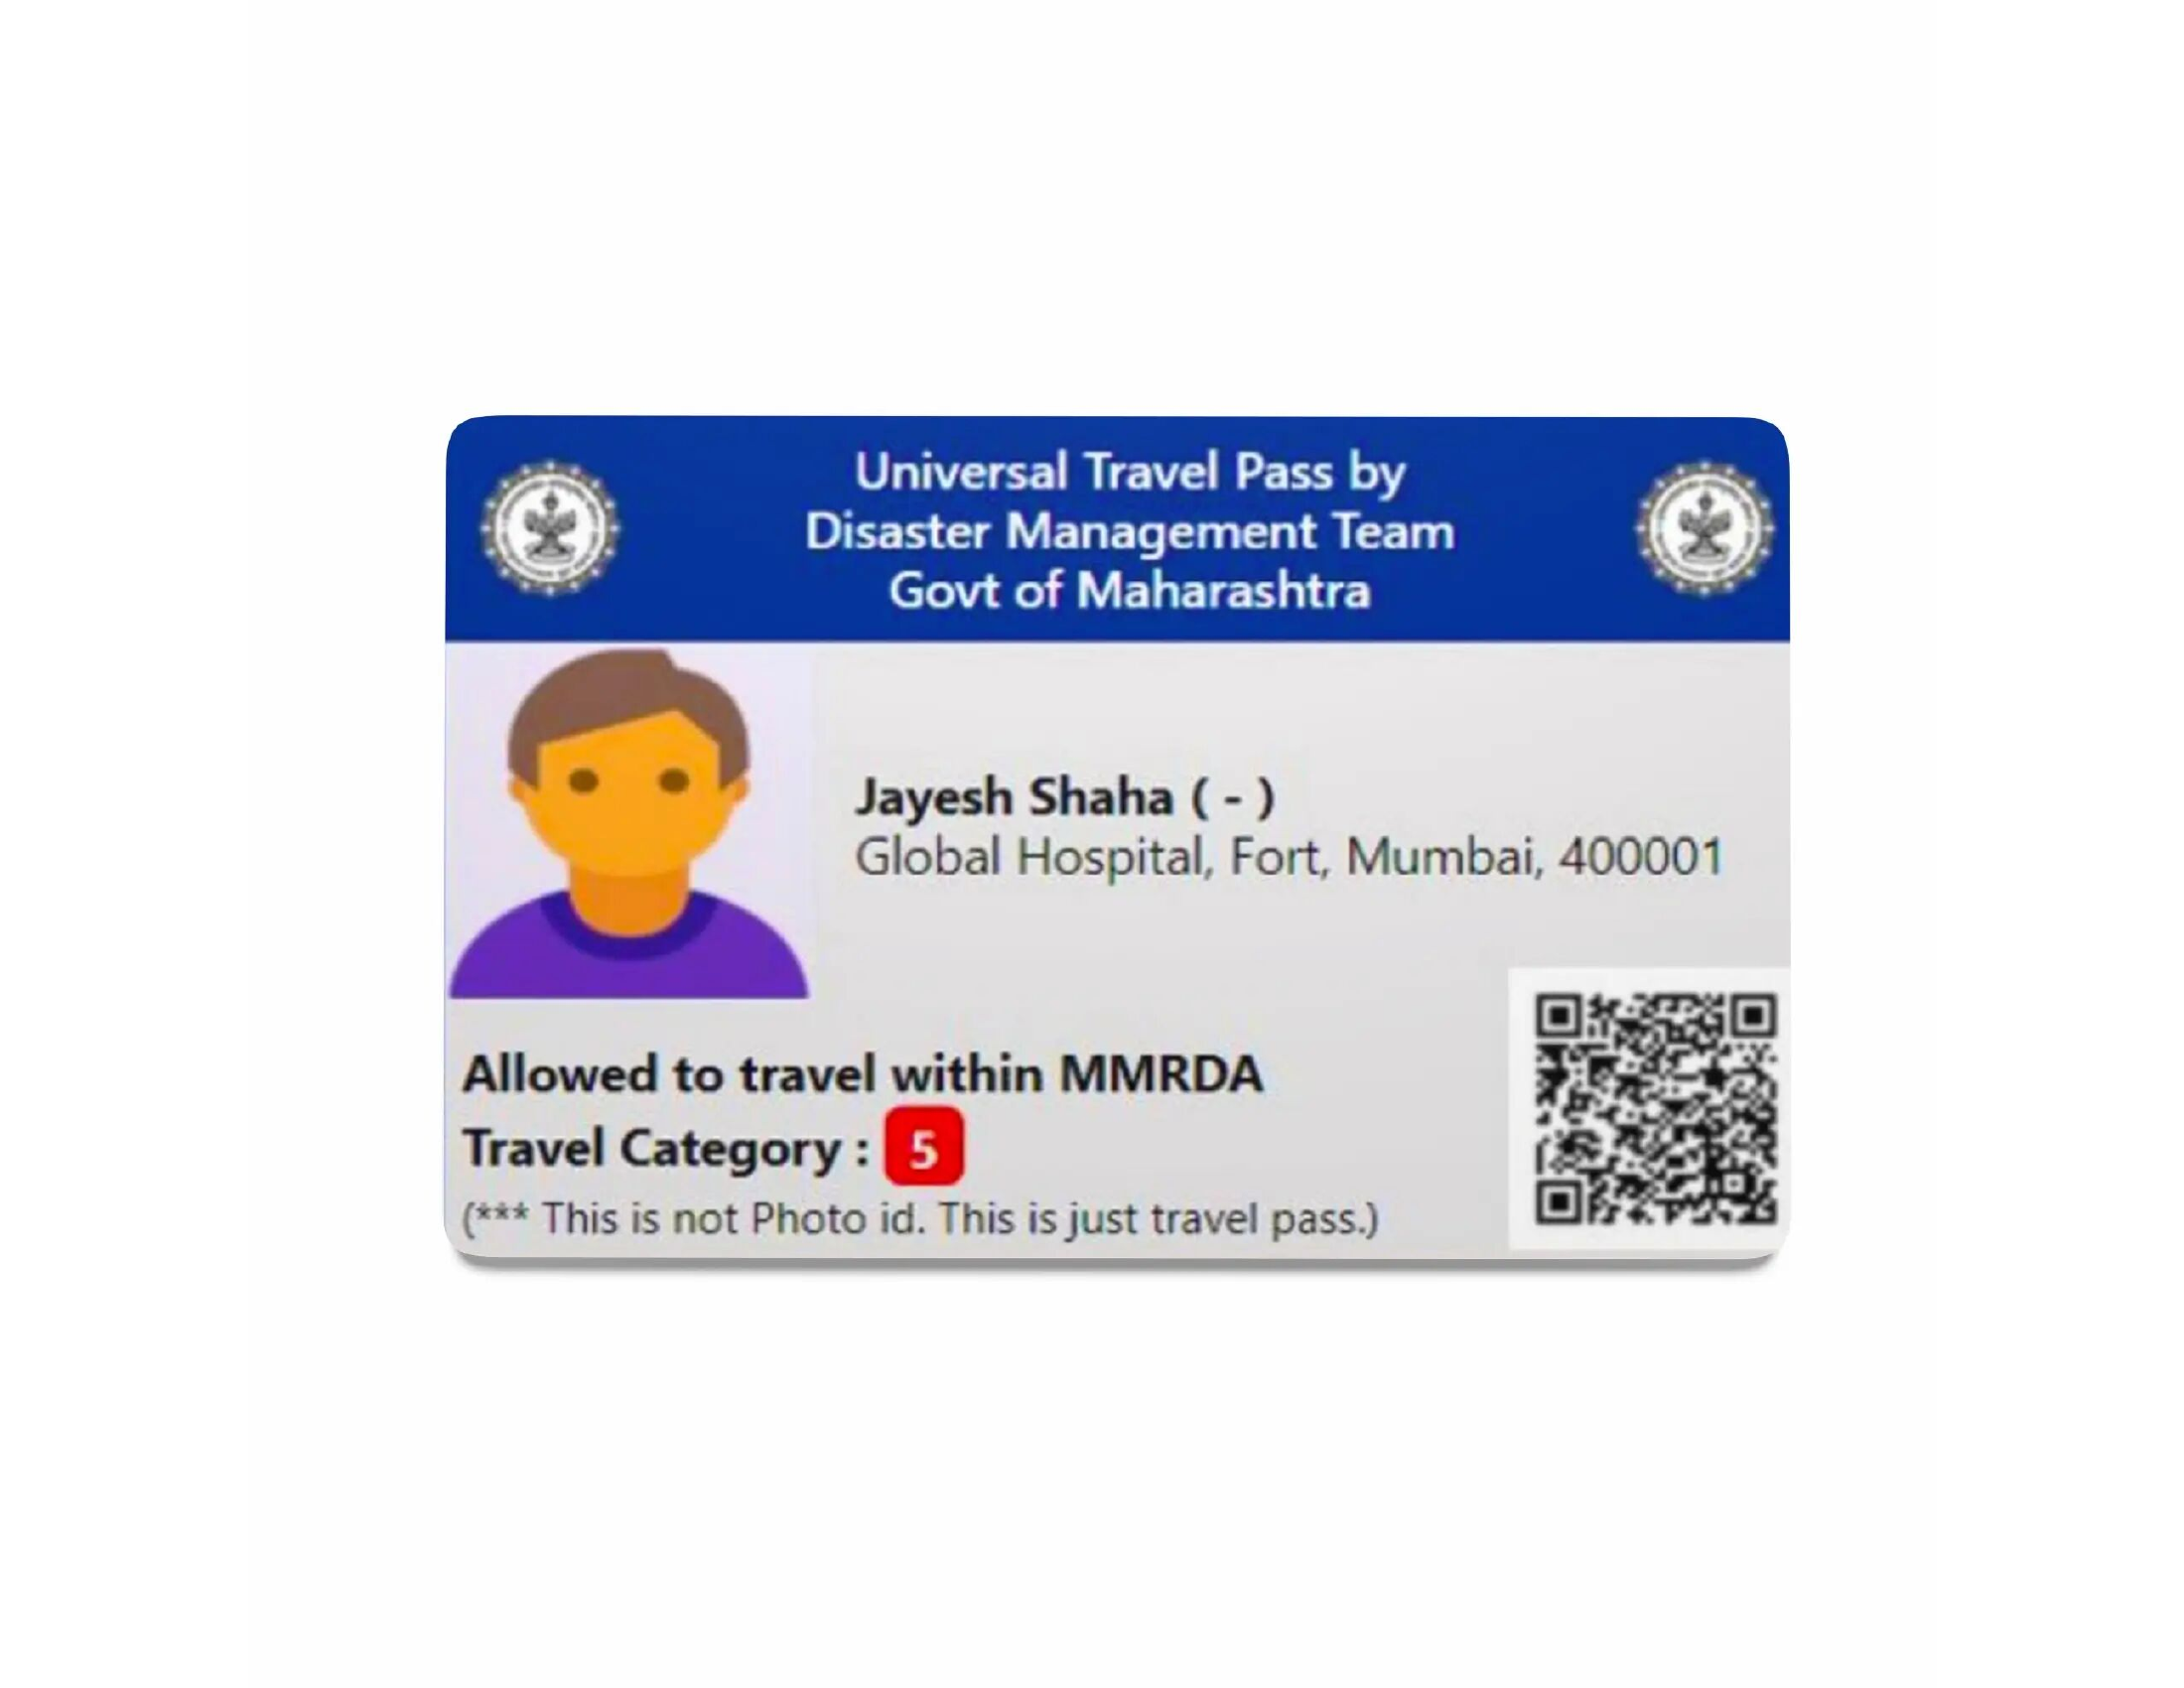 Universal Travel Pass by
Disaster Management Team
Govt of Maharashtra
Jayesh Shaha ( - )
Global Hospital, Fort, Mumbai, 400001
Allowed to travel within MMRDA
Travel Category : 5
(*** This is not Photo id. This is just travel pass.)